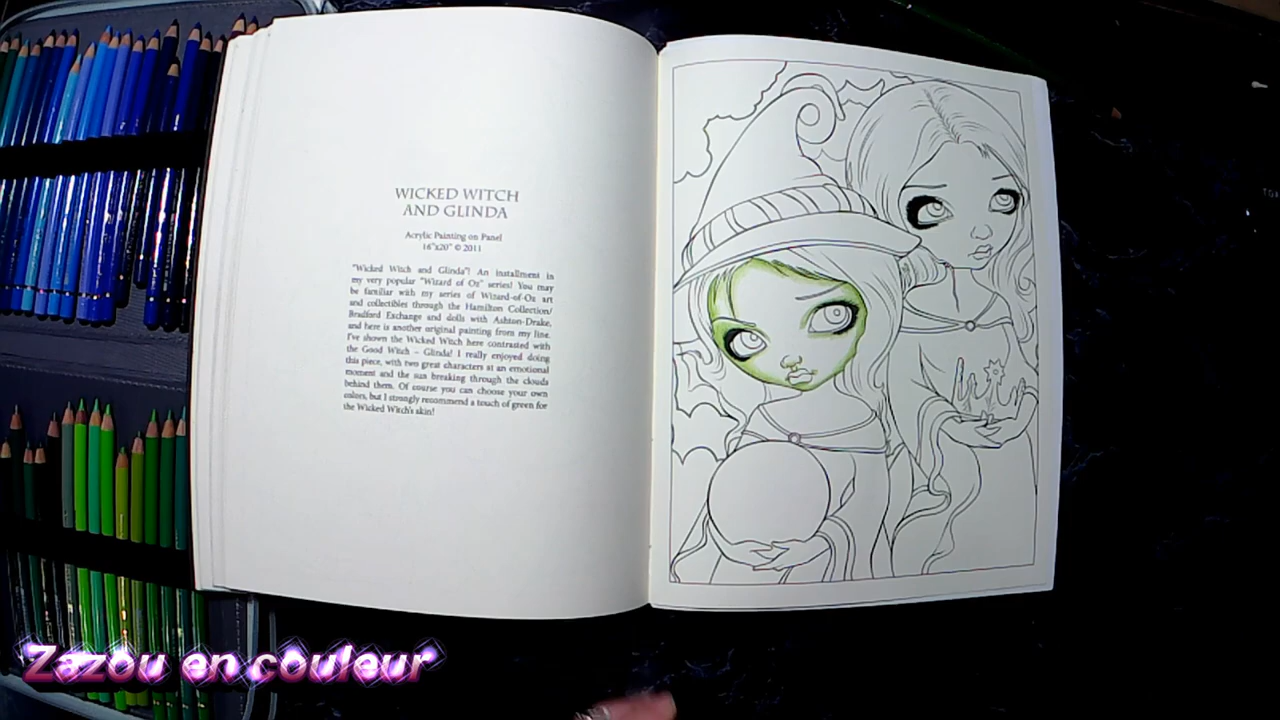 WICKED WITCH
AND GLINDA
Acrylic Painting on Panel
16"x20" © 2011
"Wicked Witch and Glinda"! An installment in
my very popular "Wizard of Oz" series! You may
be familiar with my series of Wizard-of-Oz art
and collectibles through the Hamilton Collection/
Bradford Exchange and dolls with Ashton-Drake,
and here is another original painting from my line.
I've shown the Wicked Witch here contrasted with
the Good Witch – Glinda! I really enjoyed doing
this piece, with two great characters at an emotional
moment and the sun breaking through the clouds
behind them. Of course you can choose your own
colors, but I strongly recommend a touch of green for
the Wicked Witch's skin!
Zazou en couleur